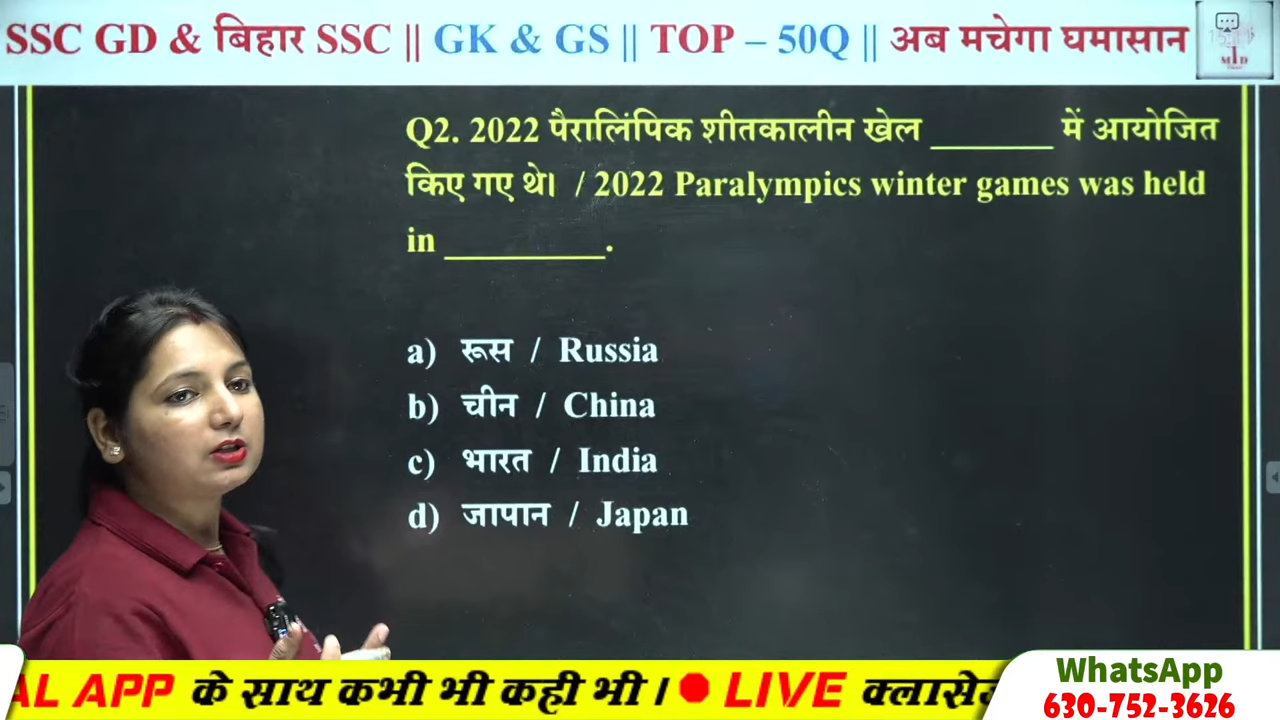 SSC GD & बिहार SSC || GK & GS || TOP – 50Q || अब मचेगा घमासान
Q2. 2022 पैरालिंपिक शीतकालीन खेल ________ में आयोजित
किए गए थे। / 2022 Paralympics winter games was held
in __________.
a) रूस / Russia
b) चीन / China
c) भारत / India
d) जापान / Japan
AL APP के साथ कभी भी कही भी । LIVE
WhatsApp
630-752-3626